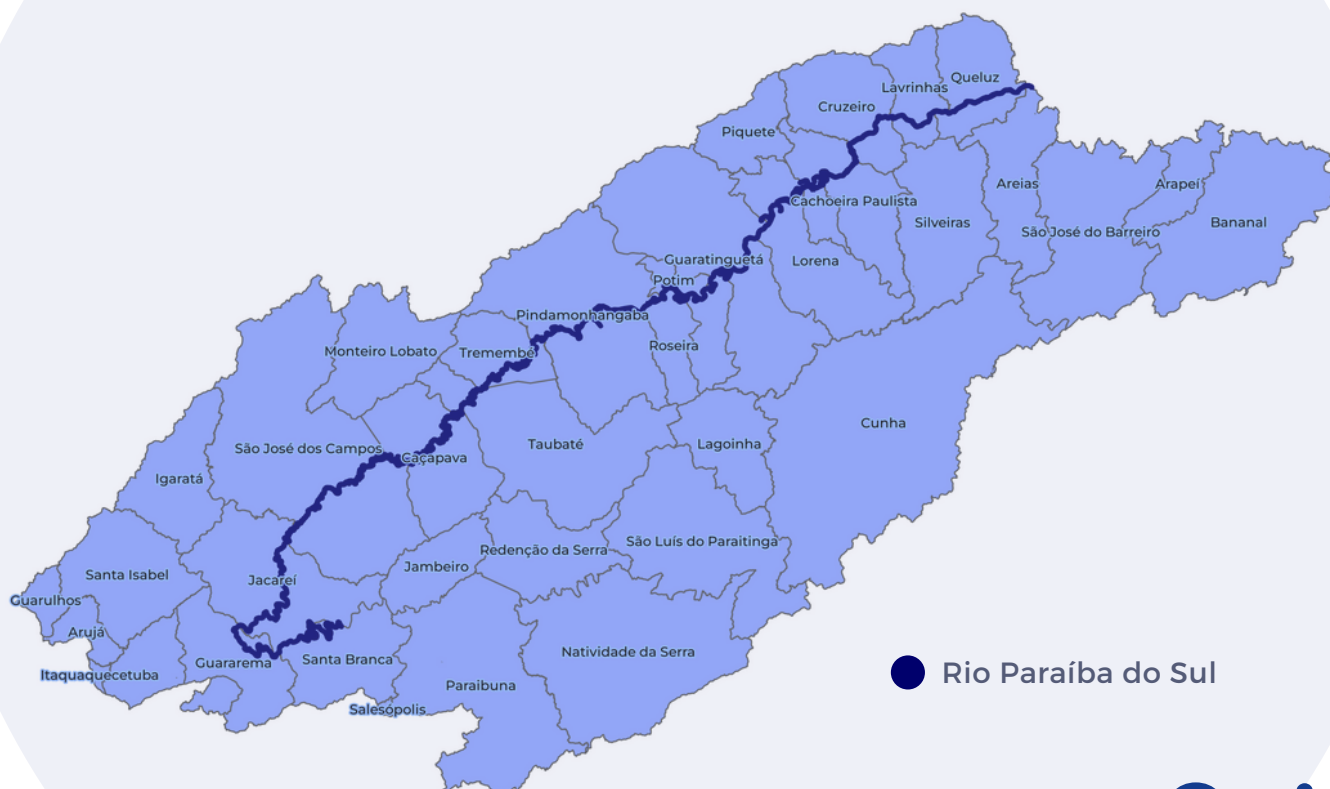 Queluz
Lavrinhas
Cruzeiro
Piquete
Areias
Arapeí
Cachoeira Paulista
Silveiras
São José do Barreiro
Bananal
Guaratinguetá
Lorena
Potim
Pindamonhangaba
Roseira
Monteiro Lobato
Tremembé
Cunha
São José dos Campos
Taubaté
Lagoinha
Caçapava
Igaratá
São Luís do Paraitinga
Redenção da Serra
Jambeiro
Santa Isabel
Jacareí
Guarulhos
Arujá
Natividade da Serra
Guararema
Santa Branca
Itaquaquecetuba
Paraibuna
Rio Paraíba do Sul
Salesópolis